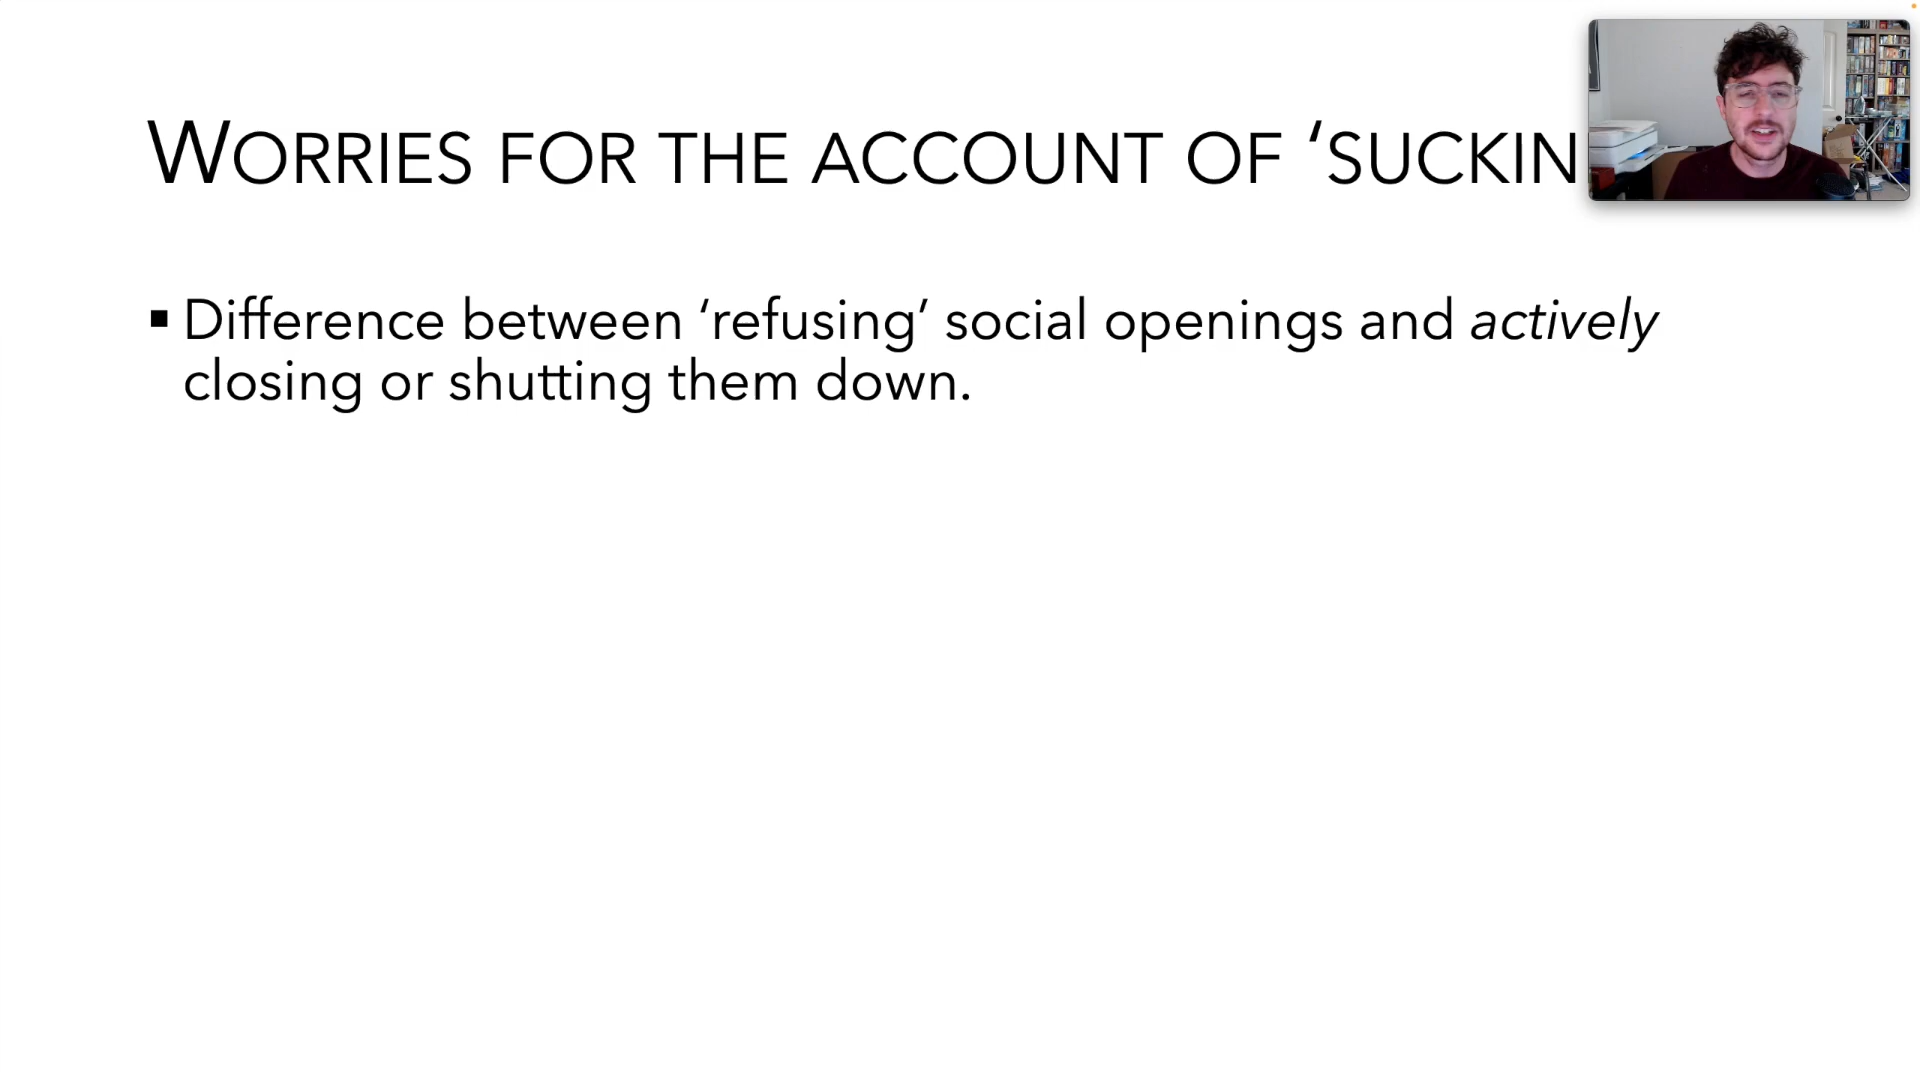 WORRIES FOR THE ACCOUNT OF ‘SUCKIN
▪ Difference between ‘refusing’ social openings and actively
closing or shutting them down.